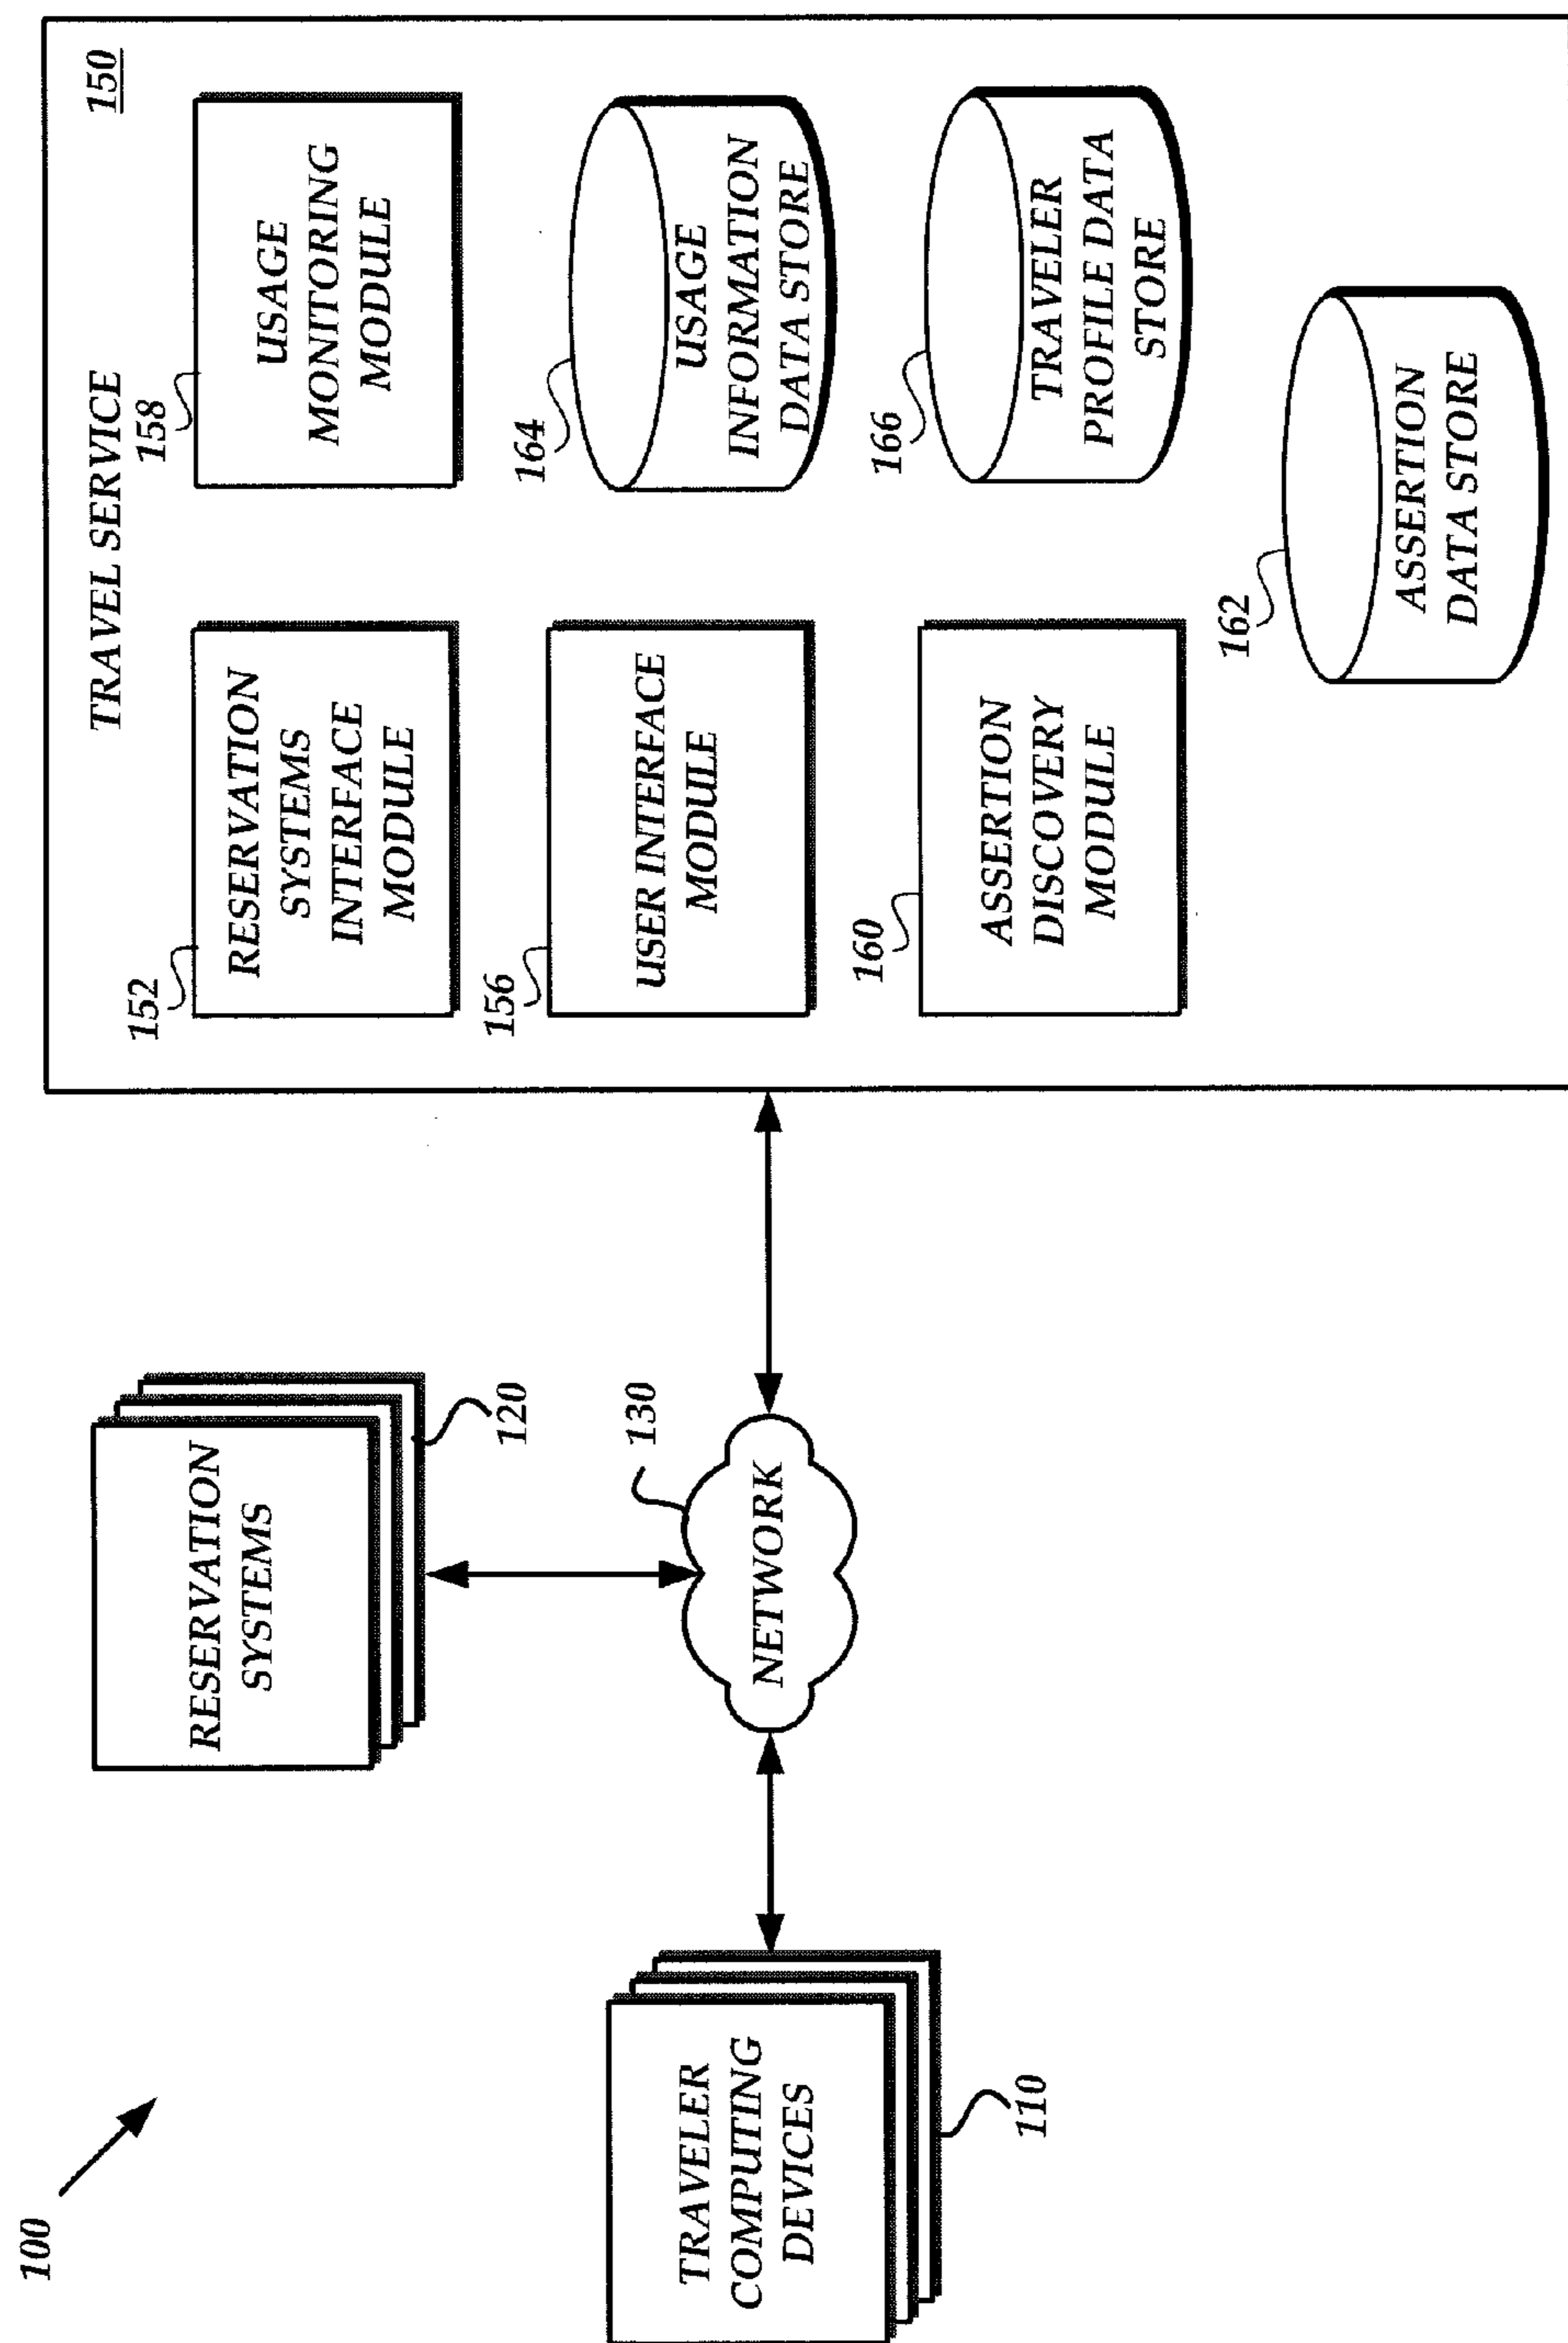 100
TRAVELER
COMPUTING
DEVICES
110
RESERVATION
SYSTEMS
120
NETWORK
130
TRAVEL SERVICE
150
152
RESERVATION
SYSTEMS
INTERFACE
MODULE
158
USAGE
MONITORING
MODULE
156
USER INTERFACE
MODULE
164
USAGE
INFORMATION
DATA STORE
160
ASSERTION
DISCOVERY
MODULE
166
TRAVELER
PROFILE DATA
STORE
162
ASSERTION
DATA STORE